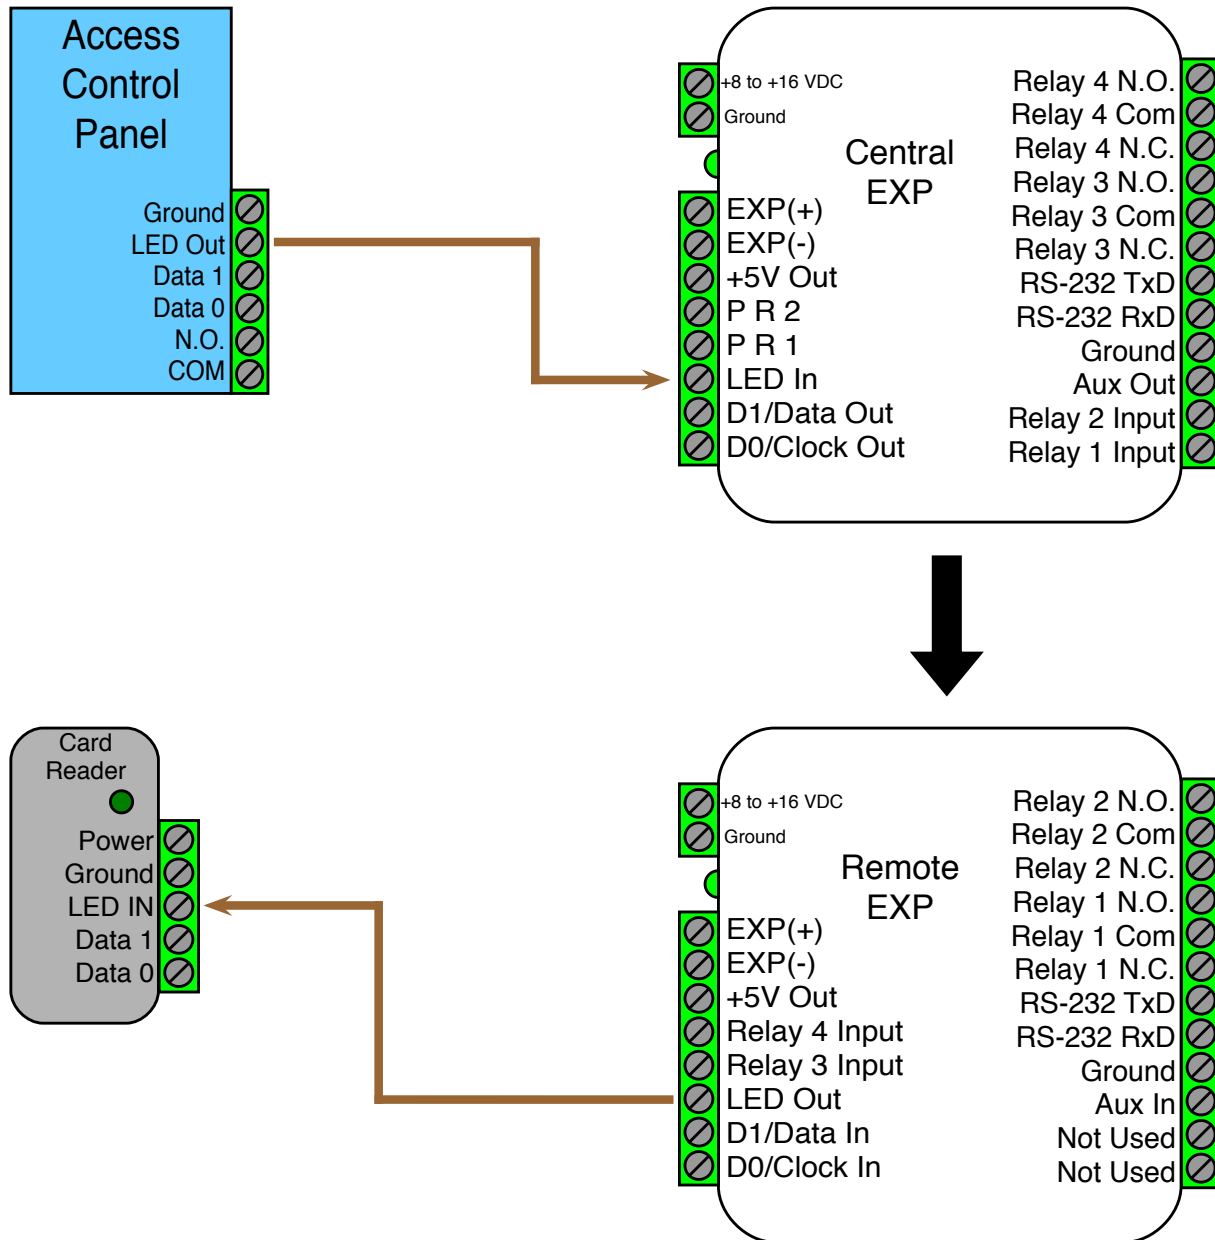 Access
Control
Panel
Ground
LED Out
Data 1
Data 0
N.O.
COM
+8 to +16 VDC
Ground
Central
EXP
EXP(+)
EXP(-)
+5V Out
P R 2
P R 1
LED In
D1/Data Out
D0/Clock Out
Relay 4 N.O.
Relay 4 Com
Relay 4 N.C.
Relay 3 N.O.
Relay 3 Com
Relay 3 N.C.
RS-232 TxD
RS-232 RxD
Ground
Aux Out
Relay 2 Input
Relay 1 Input
Card
Reader
Power
Ground
LED IN
Data 1
Data 0
+8 to +16 VDC
Ground
Remote
EXP
EXP(+)
EXP(-)
+5V Out
Relay 4 Input
Relay 3 Input
LED Out
D1/Data In
D0/Clock In
Relay 2 N.O.
Relay 2 Com
Relay 2 N.C.
Relay 1 N.O.
Relay 1 Com
Relay 1 N.C.
RS-232 TxD
RS-232 RxD
Ground
Aux In
Not Used
Not Used